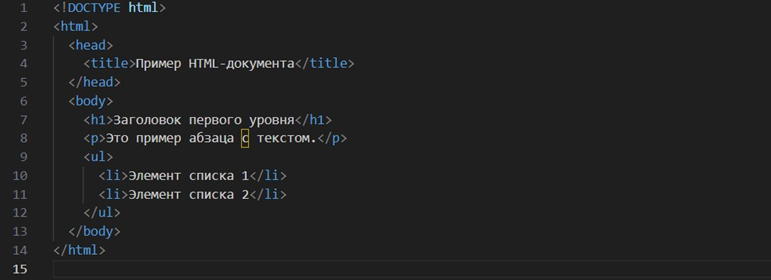 1 <!DOCTYPE html>
2 <html>
3   <head>
4     <title>Пример HTML-документа</title>
5   </head>
6   <body>
7     <h1>Заголовок первого уровня</h1>
8     <p>Это пример абзаца с текстом.</p>
9     <ul>
10       <li>Элемент списка 1</li>
11       <li>Элемент списка 2</li>
12     </ul>
13   </body>
14 </html>
15